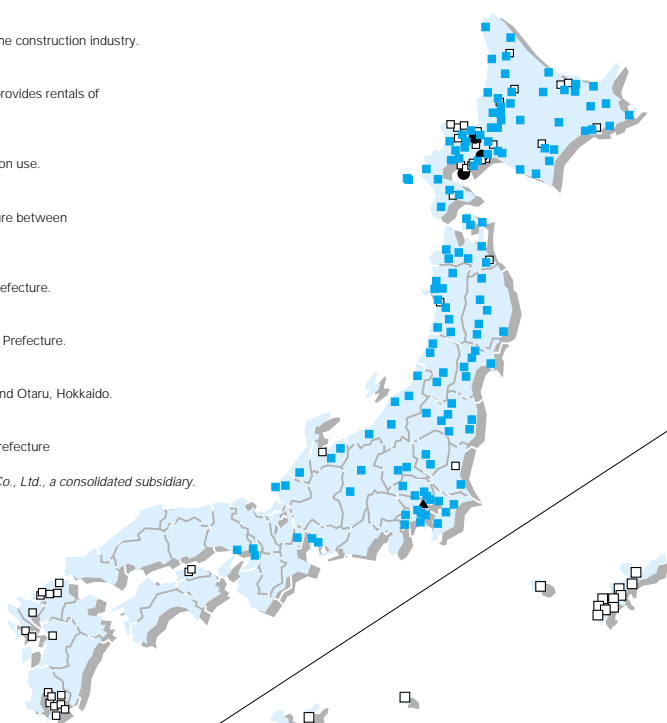 ne construction industry.
rovides rentals of
on use.
re between
efecture.
Prefecture.
nd Otaru, Hokkaido.
refecture
Co., Ltd., a consolidated subsidiary.